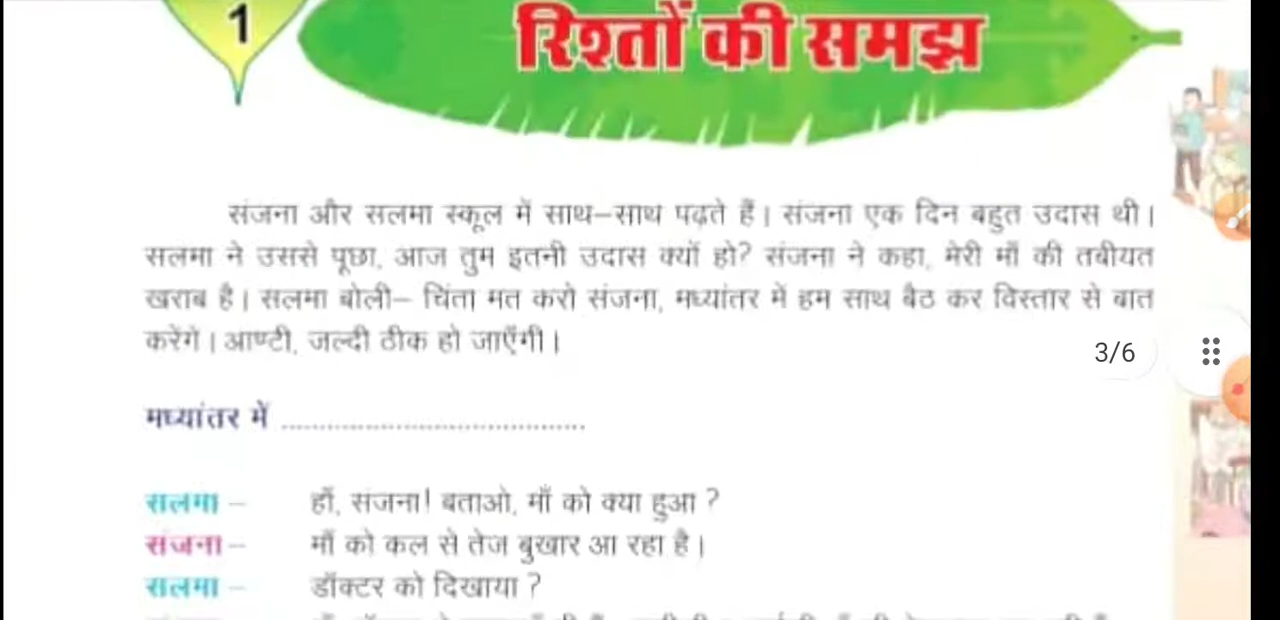 1
रिश्तों की समझ
संजना और सलमा स्कूल में साथ–साथ पढ़ते हैं। संजना एक दिन बहुत उदास थी।
सलमा ने उससे पूछा, आज तुम इतनी उदास क्यों हो? संजना ने कहा, मेरी माँ की तबीयत
खराब है। सलमा बोली– चिंता मत करो संजना, मध्यांतर में हम साथ बैठ कर विस्तार से बात
करेंगे। आण्टी, जल्दी ठीक हो जाएँगी।
3/6
मध्यांतर में ......................................
सलमा – हाँ, संजना! बताओ, माँ को क्या हुआ ?
संजना – माँ को कल से तेज बुखार आ रहा है।
सलमा – डॉक्टर को दिखाया ?